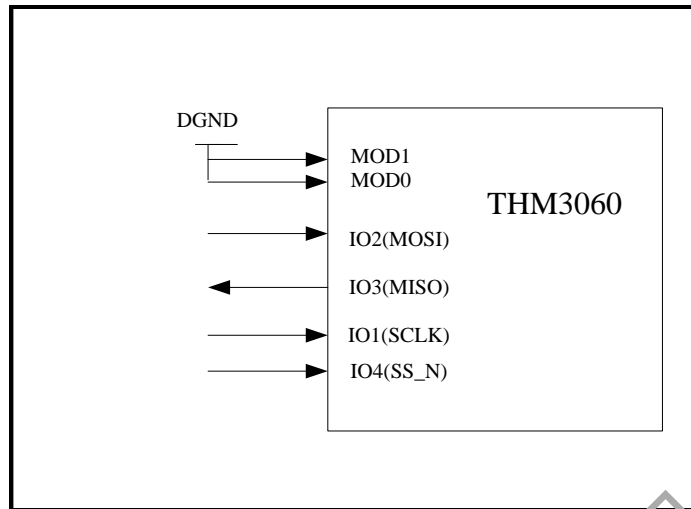 DGND
MOD1
MOD0
THM3060
IO2(MOSI)
IO3(MISO)
IO1(SCLK)
IO4(SS_N)